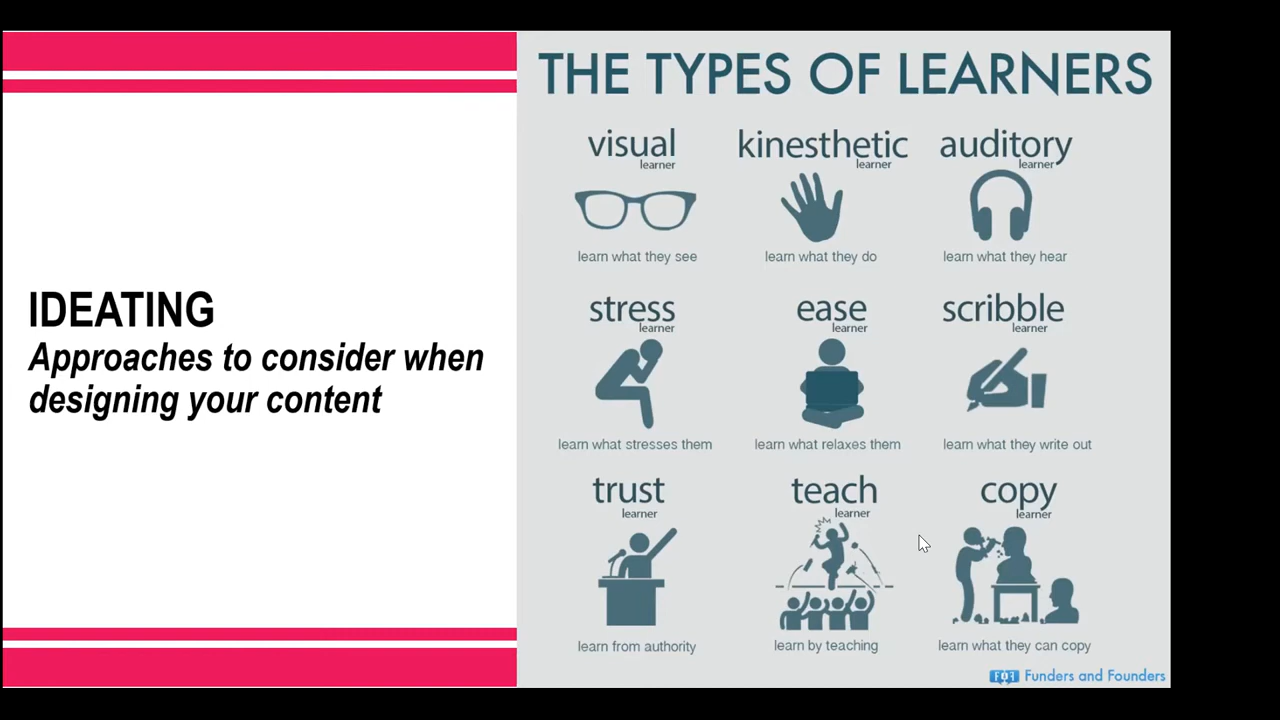 IDEATING
Approaches to consider when
designing your content
THE TYPES OF LEARNERS
visual
learner
learn what they see
kinesthetic
learner
learn what they do
auditory
learner
learn what they hear
stress
learner
learn what stresses them
ease
learner
learn what relaxes them
scribble
learner
learn what they write out
trust
learner
learn from authority
teach
learner
learn by teaching
copy
learner
learn what they can copy
Funders and Founders